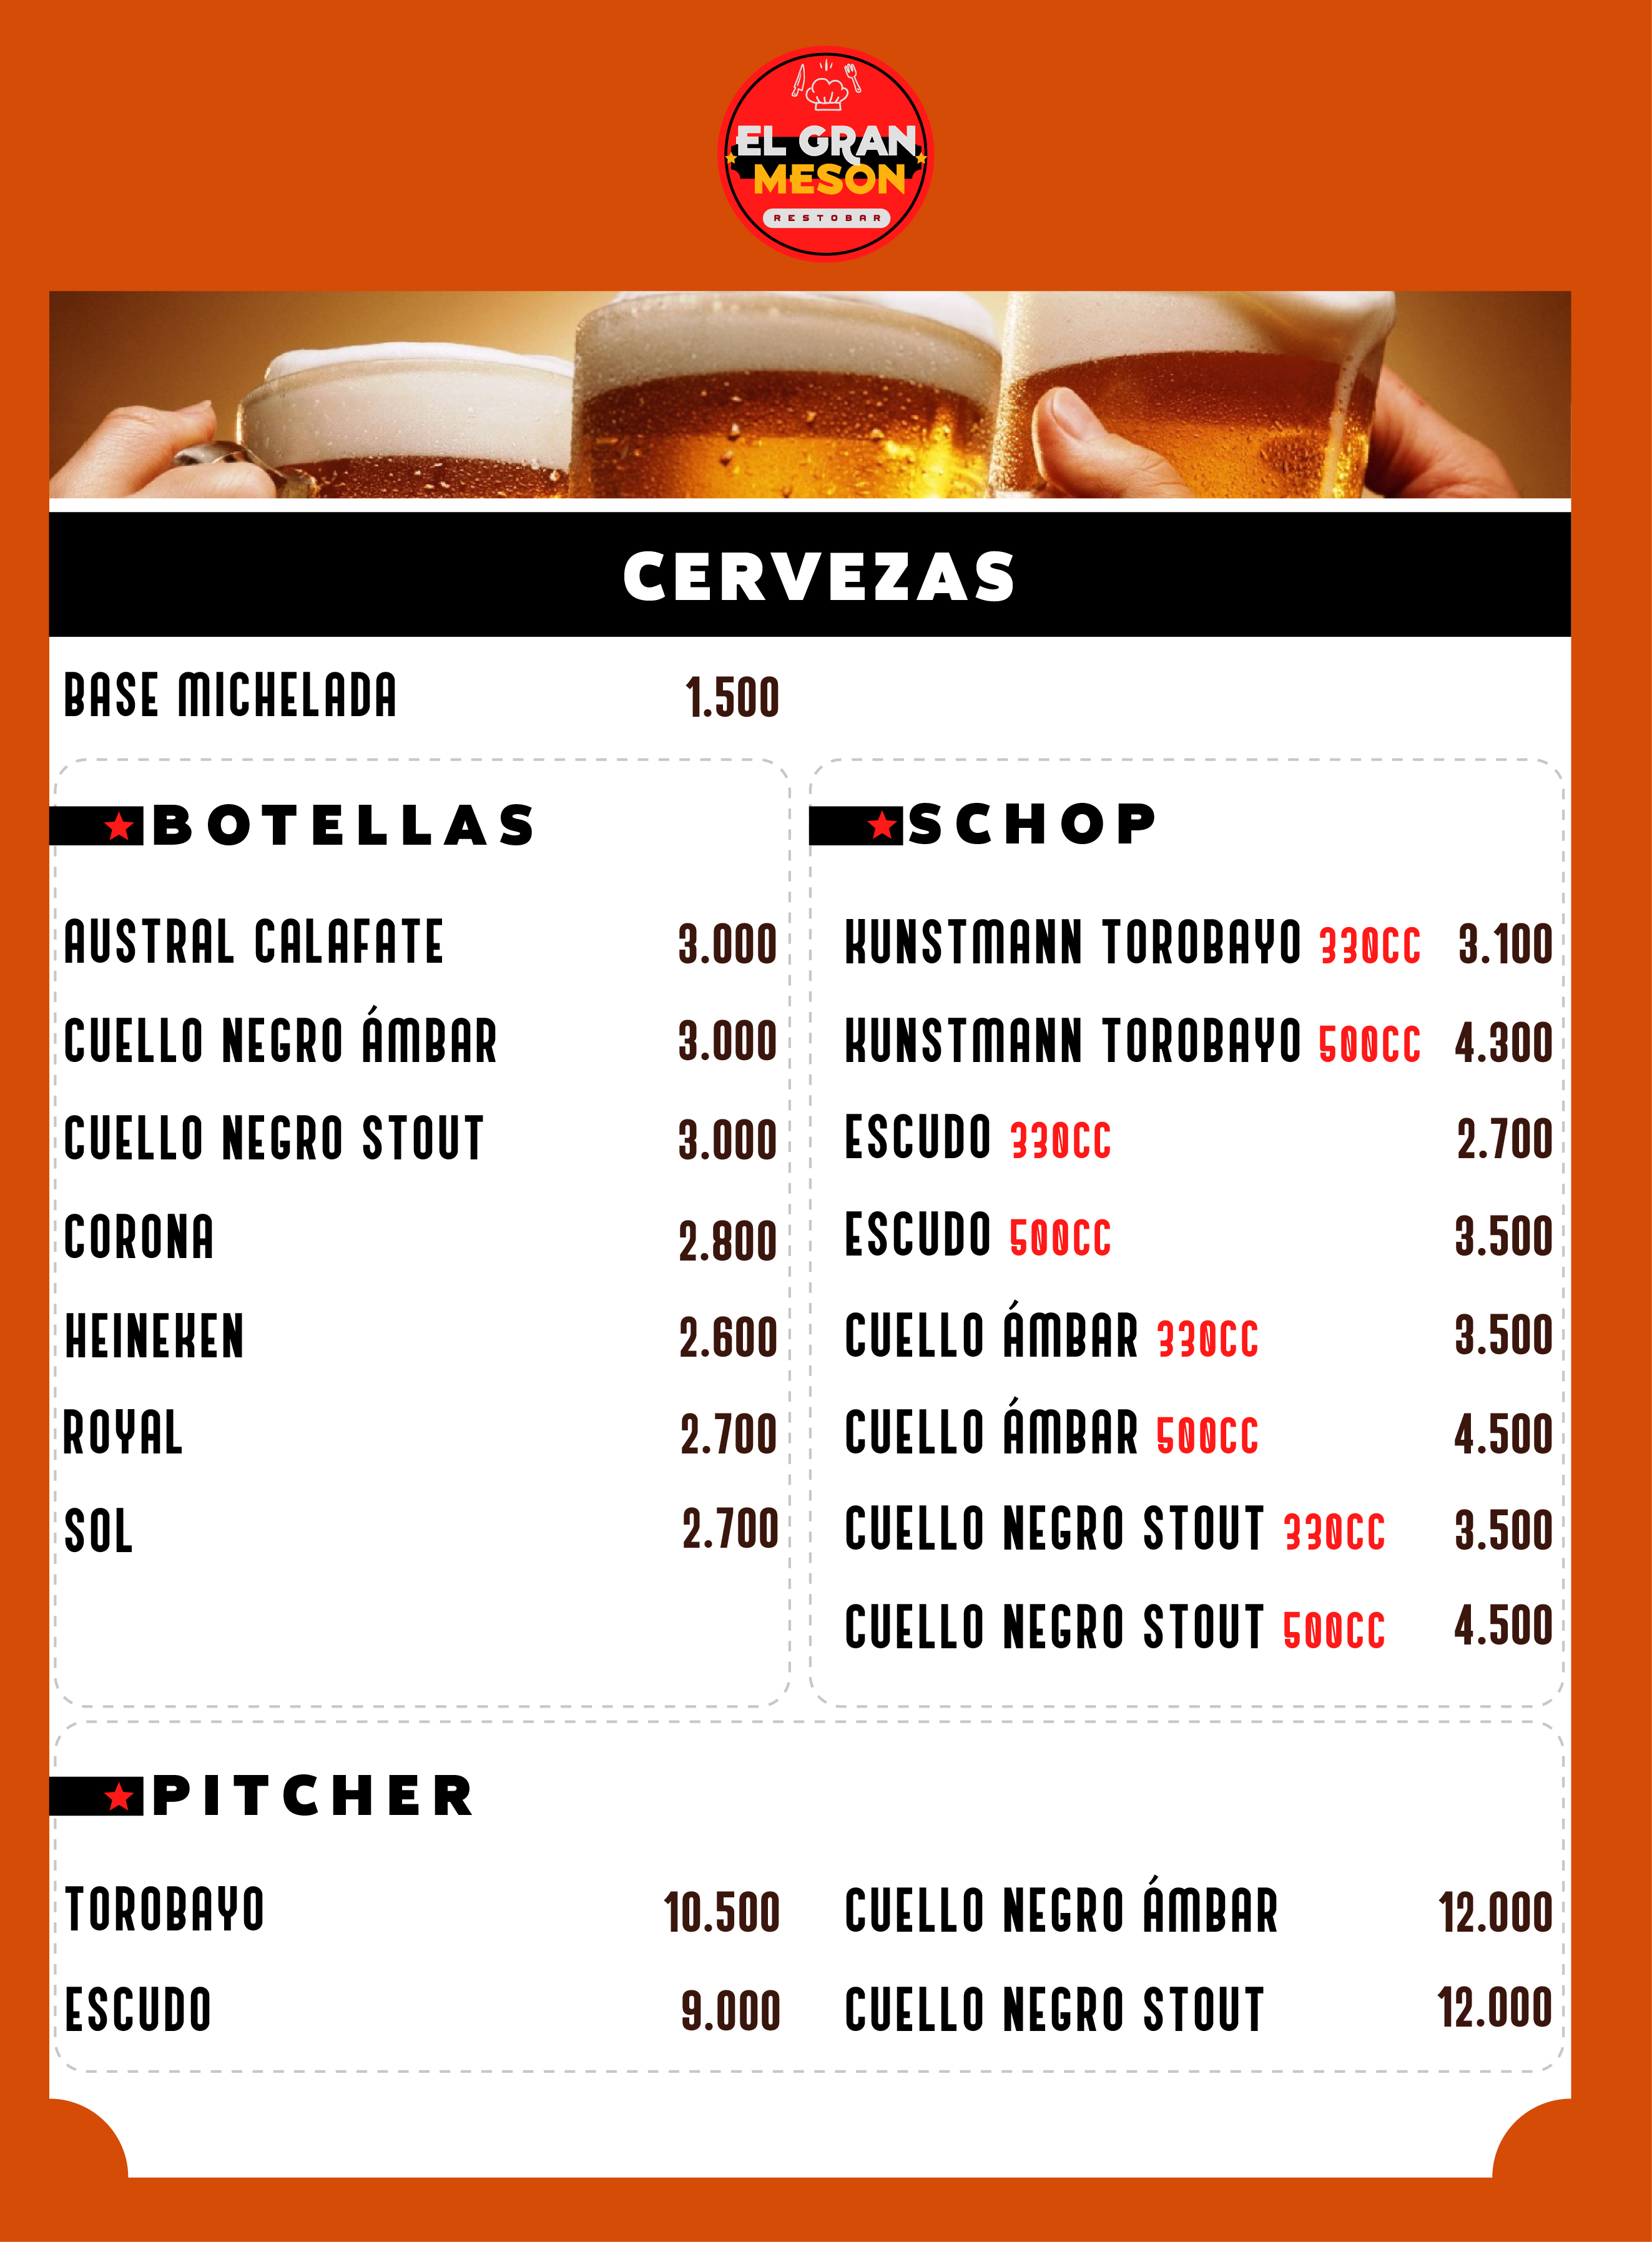 EL GRAN
MESON
RESTOBAR
CERVEZAS
BASE MICHELADA 1.500
BOTELLAS
AUSTRAL CALAFATE 3.000
CUELLO NEGRO ÁMBAR 3.000
CUELLO NEGRO STOUT 3.000
CORONA 2.800
HEINEKEN 2.600
ROYAL 2.700
SOL 2.700
SCHOP
KUNSTMANN TOROBAYO 330CC 3.100
KUNSTMANN TOROBAYO 500CC 4.300
ESCUDO 330CC 2.700
ESCUDO 500CC 3.500
CUELLO ÁMBAR 330CC 3.500
CUELLO ÁMBAR 500CC 4.500
CUELLO NEGRO STOUT 330CC 3.500
CUELLO NEGRO STOUT 500CC 4.500
PITCHER
TOROBAYO 10.500
ESCUDO 9.000
CUELLO NEGRO ÁMBAR 12.000
CUELLO NEGRO STOUT 12.000